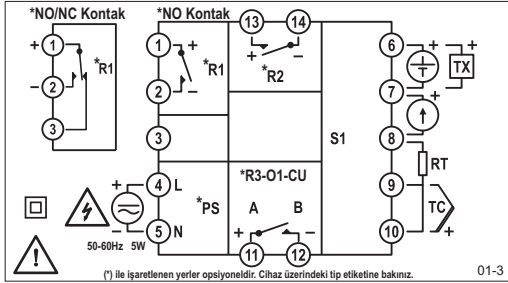 *NO/NC Kontak
+ 1
*R1
− 2
3
*NO Kontak
1 +
*R1
2 −
3
4 L
+
5 N
−
*PS
50-60Hz 5W
13 14
+ −
*R2
*R3-O1-CU
A B
+ −
11 12
S1
6 +
−
TX
7 +
8
RT
9
TC
10 +
(*) ile işaretlenen yerler opsiyoneldir. Cihaz üzerindeki tip etiketine bakınız.
01-3